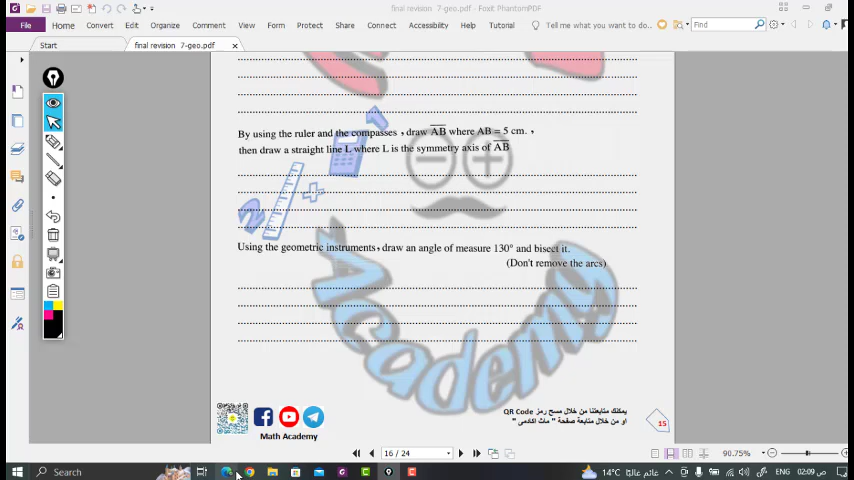 final revision 7-geo.pdf - Foxit PhantomPDF
File
Convert
Edit
Organize
Comment
View
Form
Protect
Share
Connect
Accessibility
Help
Tutorial
Tell me what you want to do...
Find
Start
final revision 7-geo.pdf
By using the ruler and the compasses , draw AB where AB = 5 cm. ,
then draw a straight line L where L is the symmetry axis of AB
Using the geometric instruments, draw an angle of measure 130° and bisect it.
(Don't remove the arcs)
Academy
يمكنك متابعتنا من خلال مسح رمز QR Code
او من خلال متابعة صفحة " ماث اكادمى "
15
Math Academy
16 / 24
90.75%
Search
14°C غائم غالبًا
ENG
02:09 ص